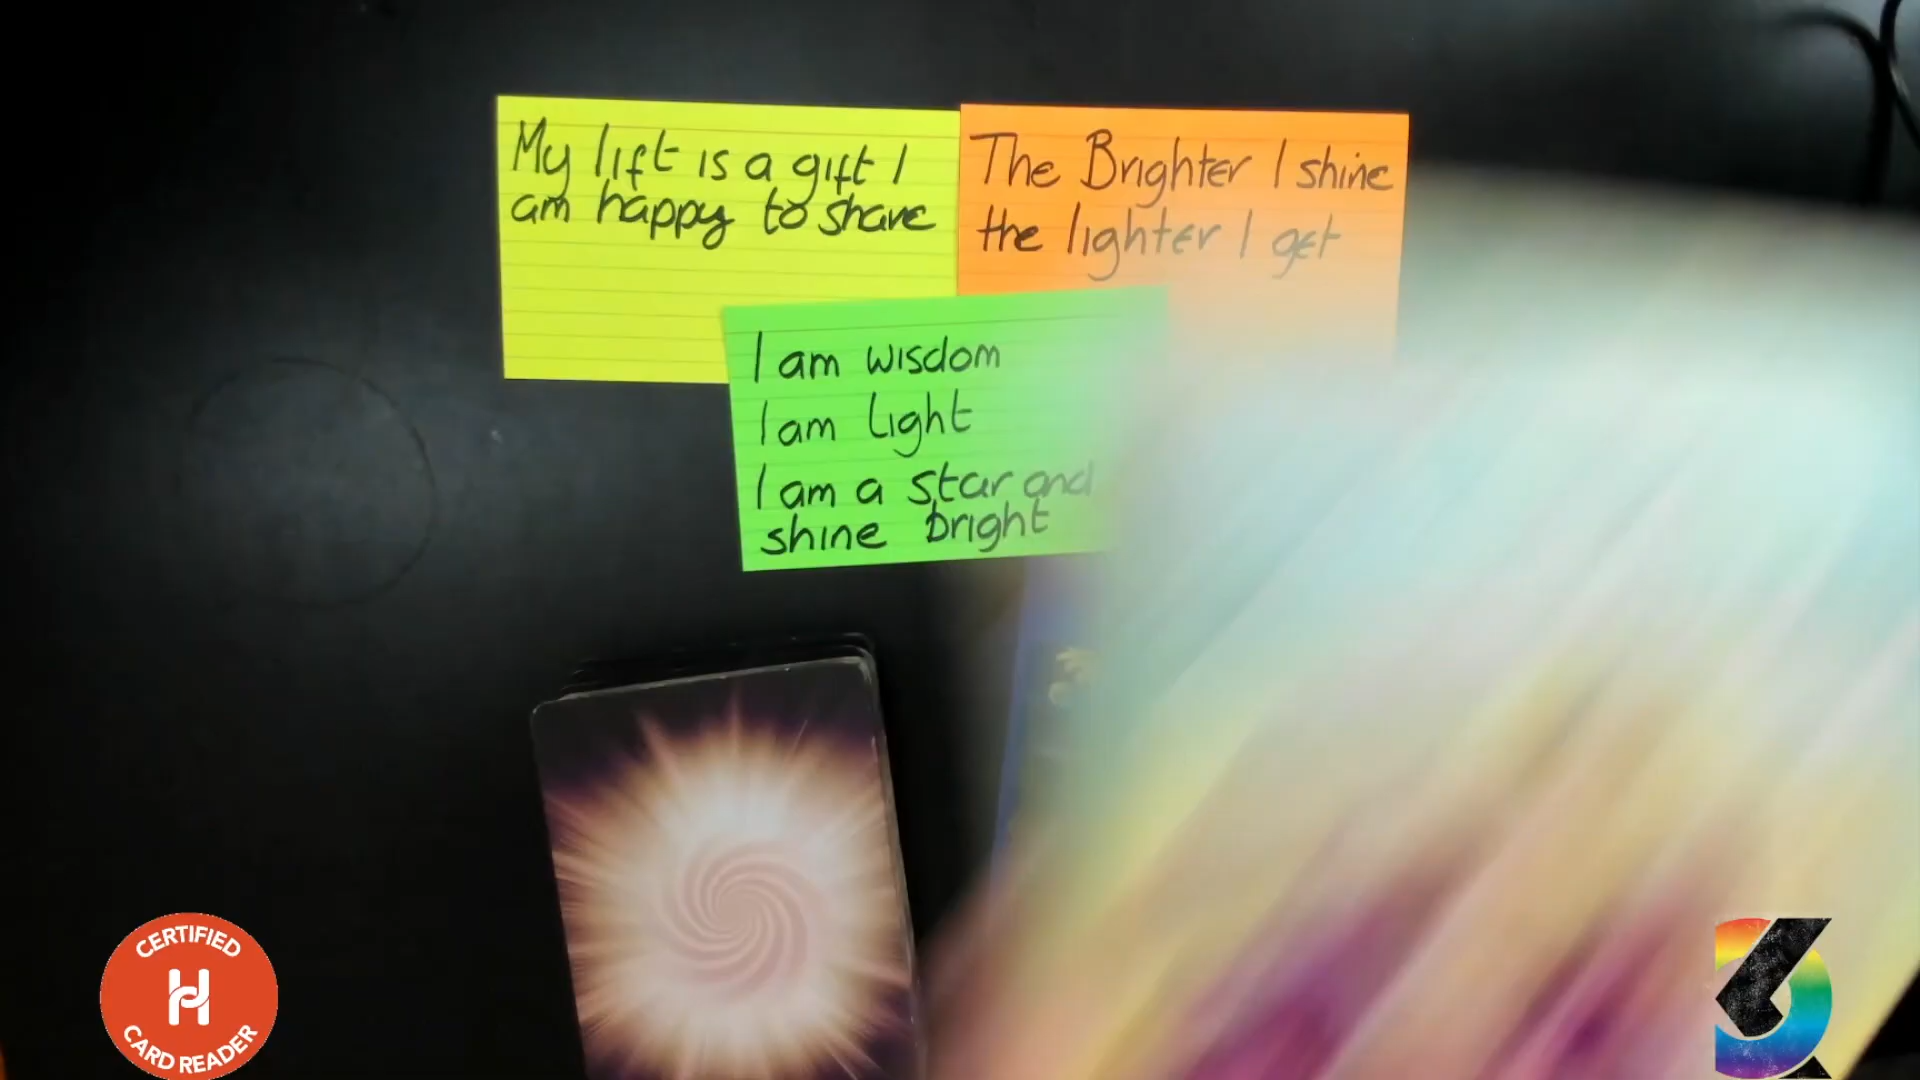 My lift is a gift I
am happy to share
The Brighter I shine
the lighter I get
I am wisdom
I am light
I am a star and
shine bright
CERTIFIED
CARD READER